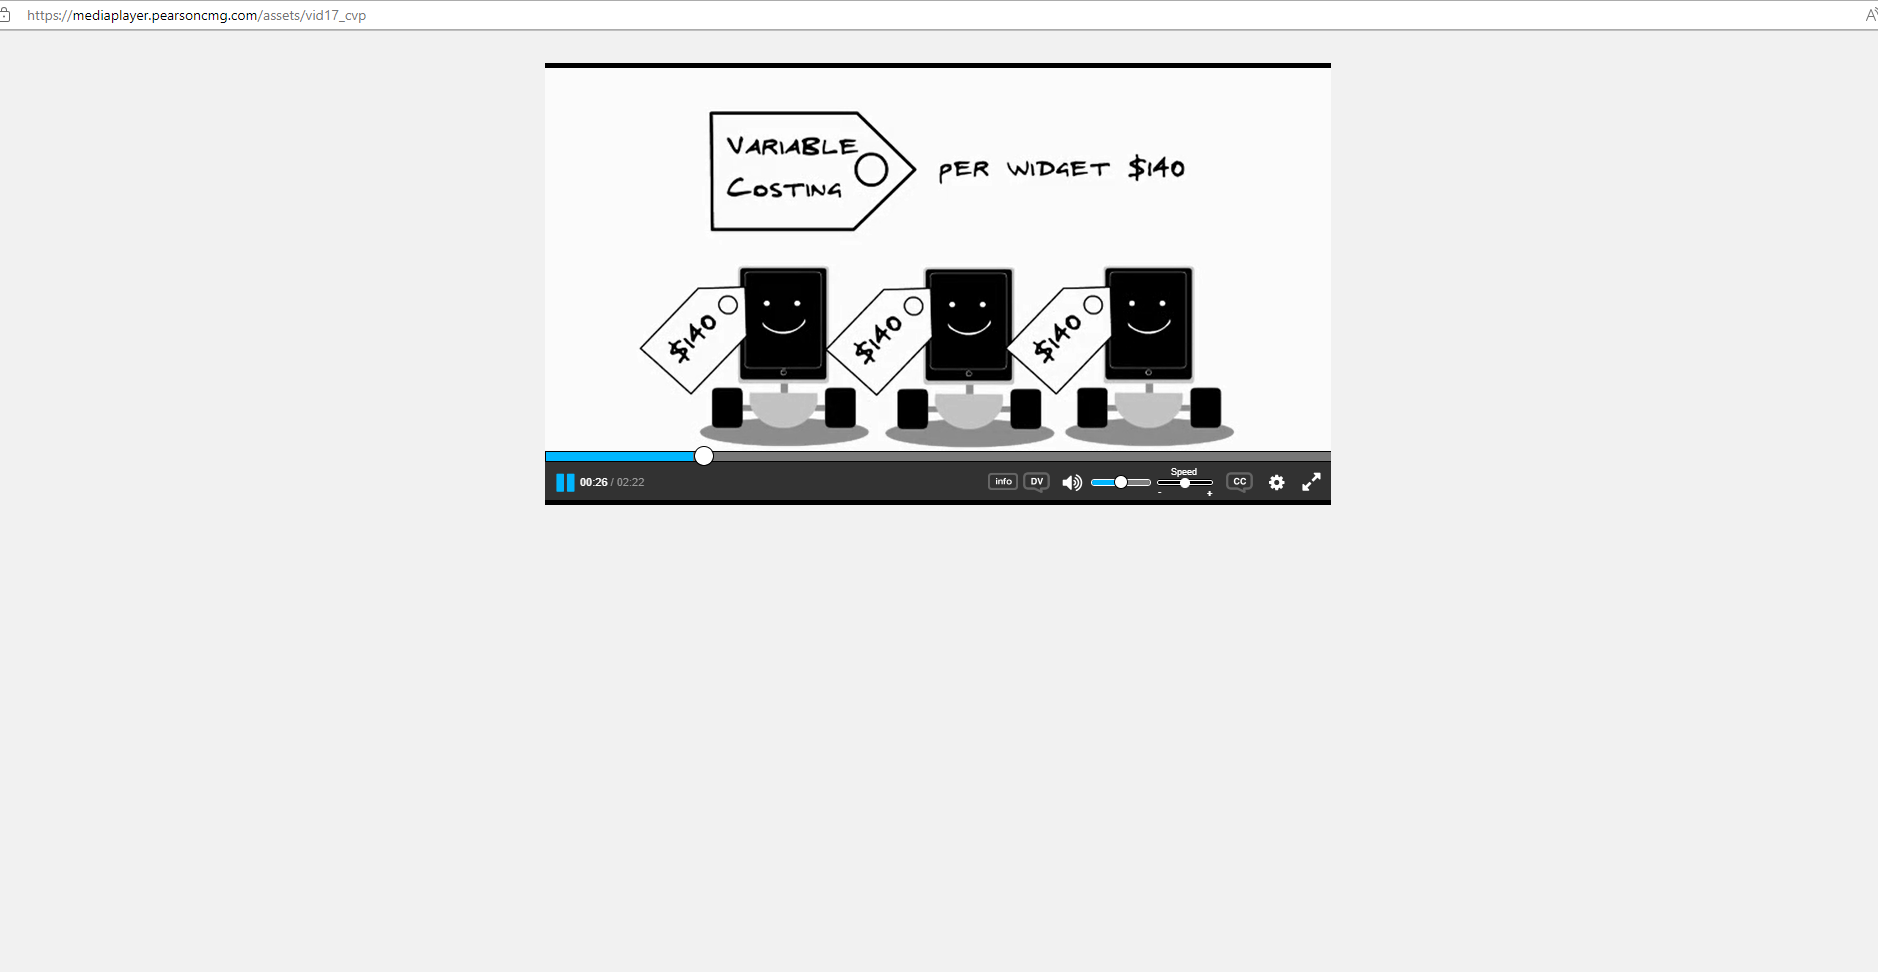 https://mediaplayer.pearsoncmg.com/assets/vid17_cvp
VARIABLE
COSTING
PER WIDGET $140
$140
$140
$140
00:26 / 02:22
info
DV
Speed
-
+
CC